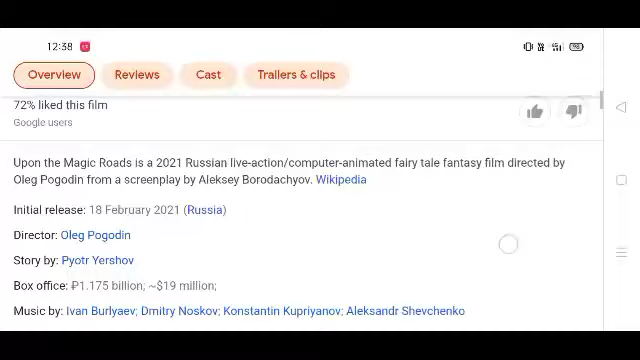 12:38
Overview Reviews Cast Trailers & clips
72% liked this film
Google users
Upon the Magic Roads is a 2021 Russian live-action/computer-animated fairy tale fantasy film directed by
Oleg Pogodin from a screenplay by Aleksey Borodachyov. Wikipedia
Initial release: 18 February 2021 (Russia)
Director: Oleg Pogodin
Story by: Pyotr Yershov
Box office: ₽1.175 billion; ~$19 million;
Music by: Ivan Burlyaev; Dmitry Noskov; Konstantin Kupriyanov; Aleksandr Shevchenko